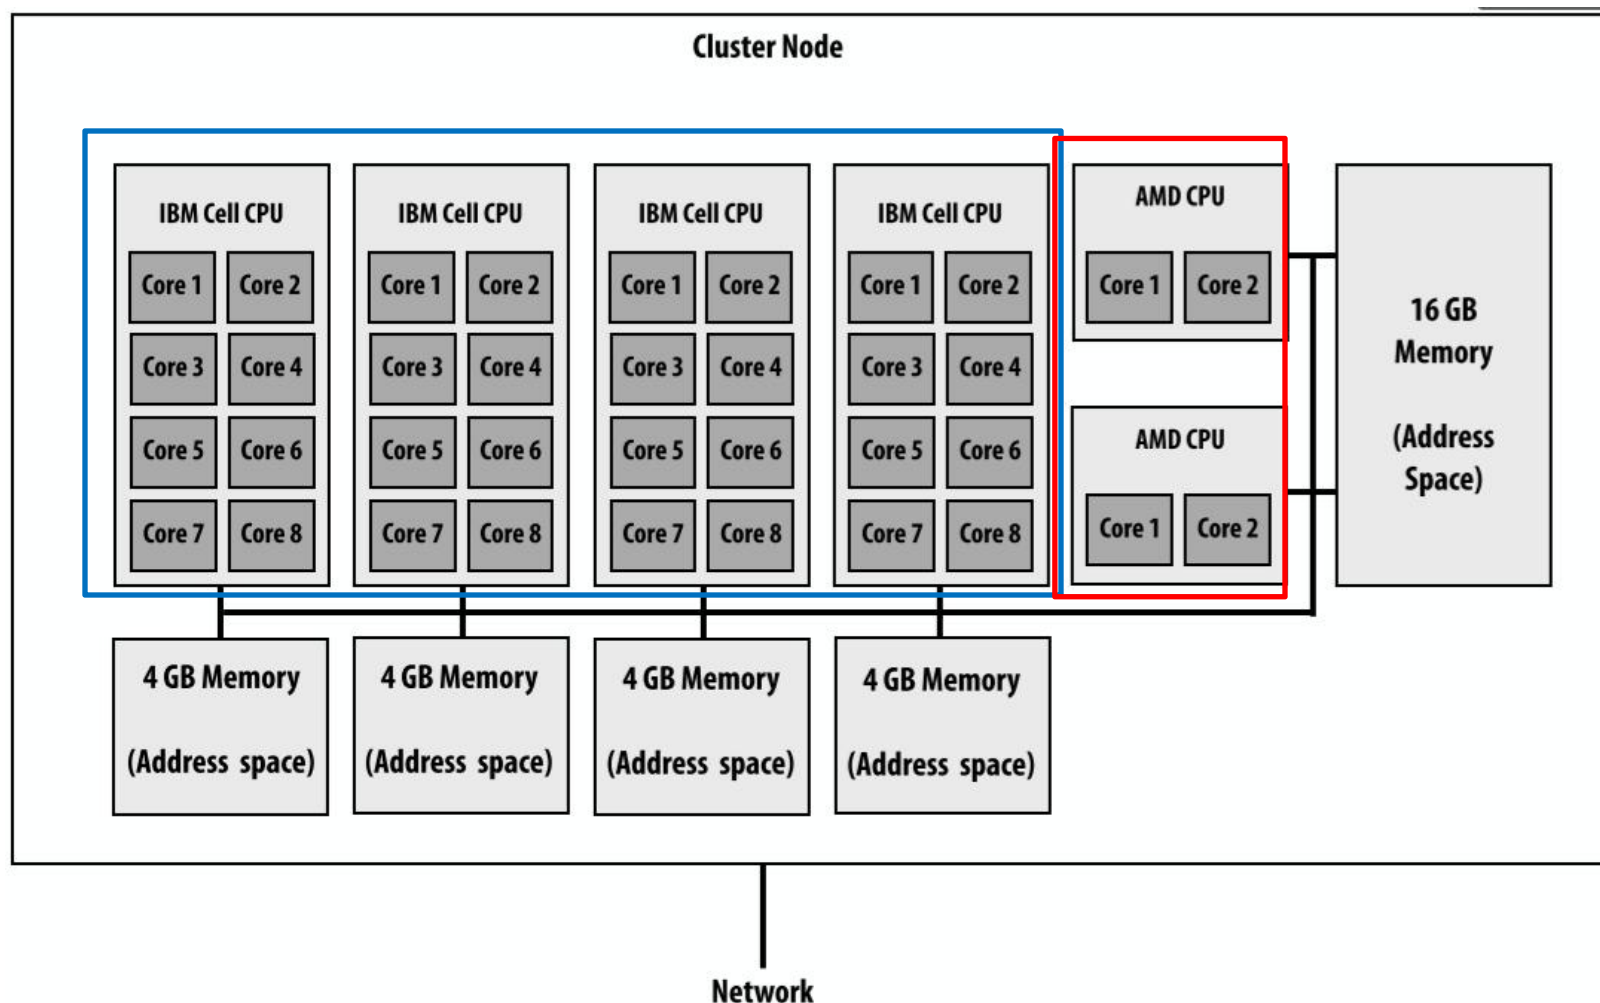 Cluster Node
IBM Cell CPU
Core 1 Core 2
Core 3 Core 4
Core 5 Core 6
Core 7 Core 8
IBM Cell CPU
Core 1 Core 2
Core 3 Core 4
Core 5 Core 6
Core 7 Core 8
IBM Cell CPU
Core 1 Core 2
Core 3 Core 4
Core 5 Core 6
Core 7 Core 8
IBM Cell CPU
Core 1 Core 2
Core 3 Core 4
Core 5 Core 6
Core 7 Core 8
AMD CPU
Core 1 Core 2
AMD CPU
Core 1 Core 2
16 GB
Memory
(Address
Space)
4 GB Memory
(Address space)
4 GB Memory
(Address space)
4 GB Memory
(Address space)
4 GB Memory
(Address space)
Network